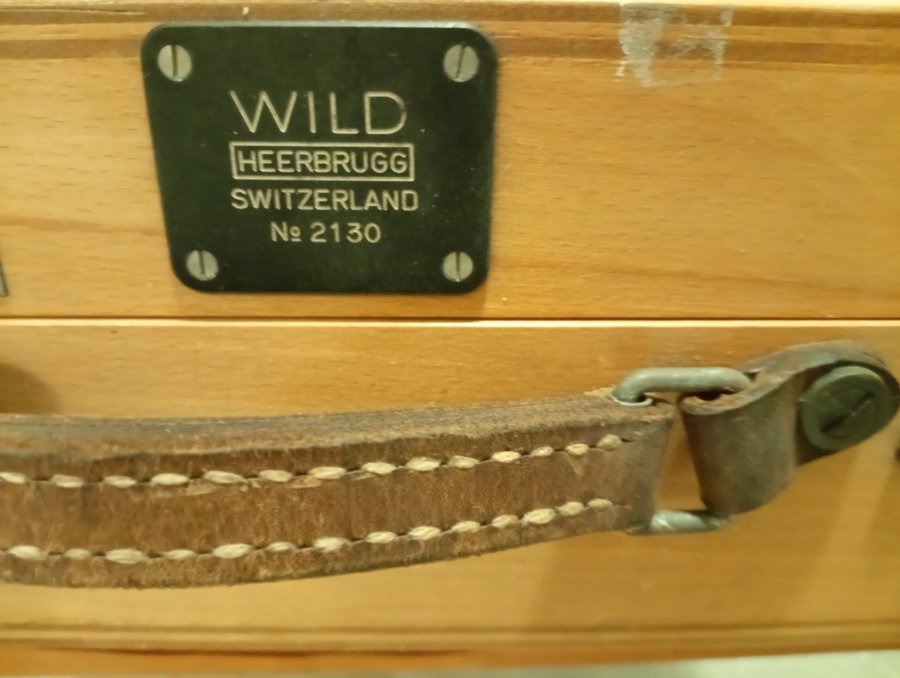 WILD
HEERBRUGG
SWITZERLAND
№ 2130